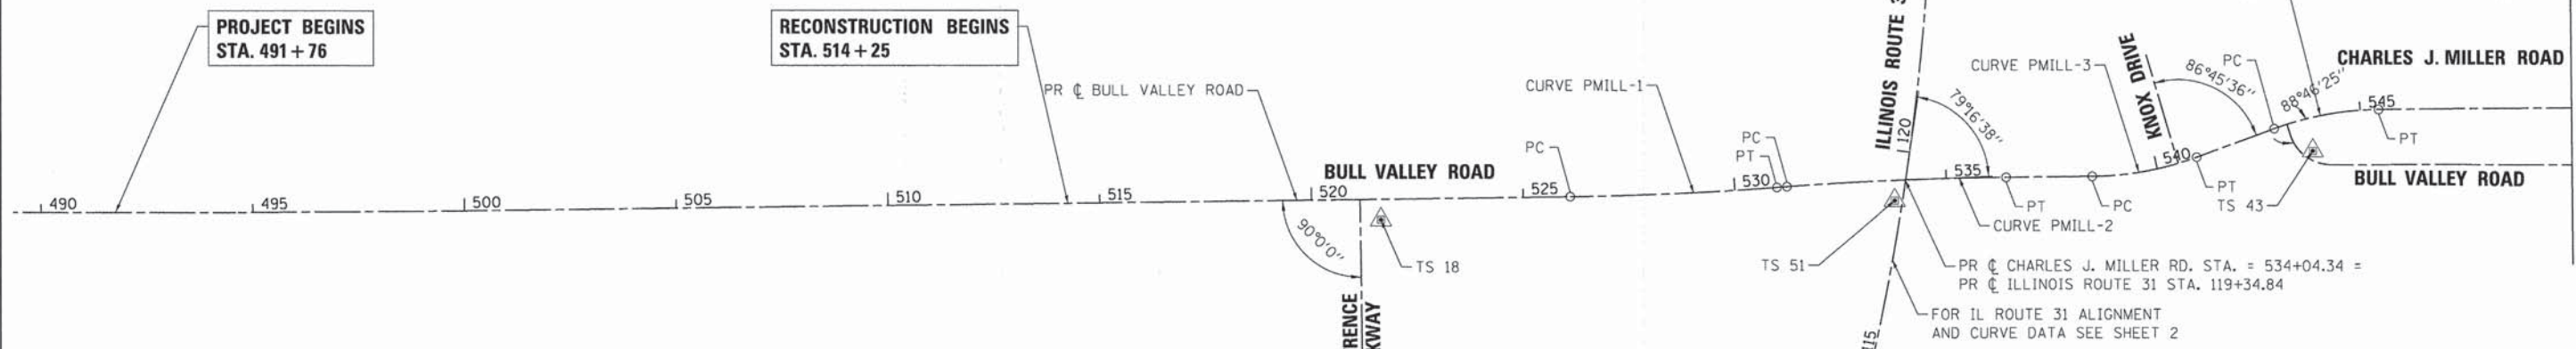 PROJECT BEGINS
STA. 491+76
RECONSTRUCTION BEGINS
STA. 514+25
PR ℄ BULL VALLEY ROAD
BULL VALLEY ROAD
CURVE PMILL-1
PC
PC
PT
ILLINOIS ROUTE
120
79°16'38"
CURVE PMILL-3
KNOX DRIVE
86°45'36"
PC
88°46'25"
CHARLES J. MILLER ROAD
545
PT
BULL VALLEY ROAD
490
495
500
505
510
515
520
525
530
535
540
PT
PC
PT
TS 43
CURVE PMILL-2
90°0'0"
TS 18
TS 51
PR ℄ CHARLES J. MILLER RD. STA. = 534+04.34 =
PR ℄ ILLINOIS ROUTE 31 STA. 119+34.84
FOR IL ROUTE 31 ALIGNMENT
AND CURVE DATA SEE SHEET 2
RENCE
KWAY
115